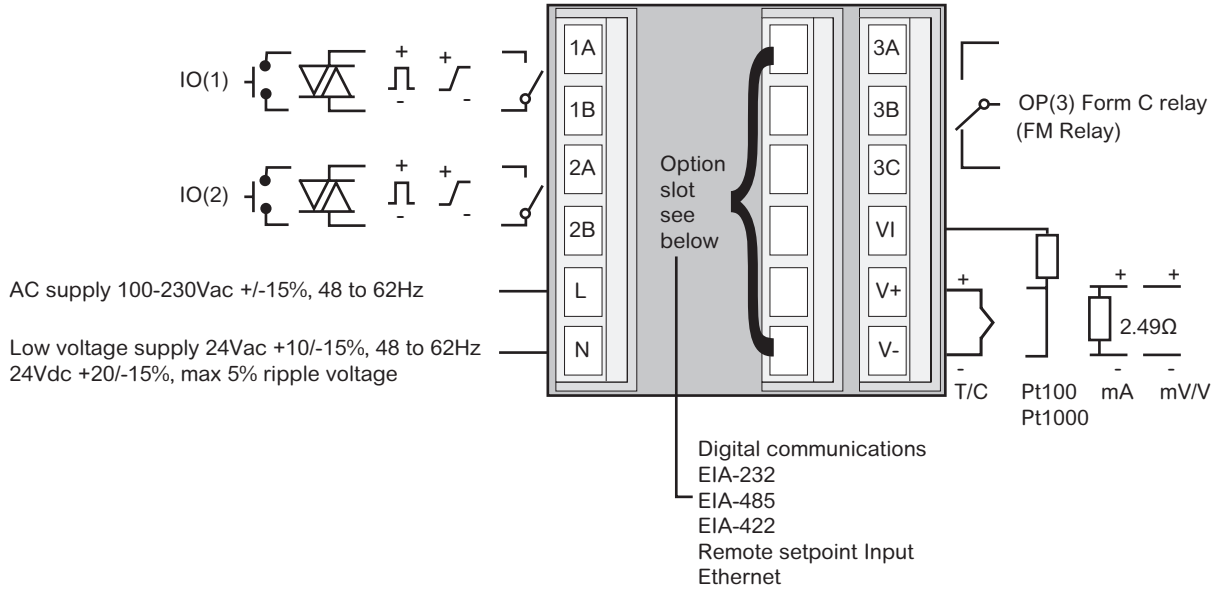 IO(1)
+
-
+
-
IO(2)
+
-
+
-
AC supply 100-230Vac +/-15%, 48 to 62Hz
Low voltage supply 24Vac +10/-15%, 48 to 62Hz
24Vdc +20/-15%, max 5% ripple voltage
1A
1B
2A
2B
L
N
Option
slot
see
below
3A
3B
3C
VI
V+
V-
OP(3) Form C relay
(FM Relay)
+
-
T/C
Pt100
Pt1000
+
2.49Ω
-
mA
+
-
mV/V
Digital communications
EIA-232
EIA-485
EIA-422
Remote setpoint Input
Ethernet